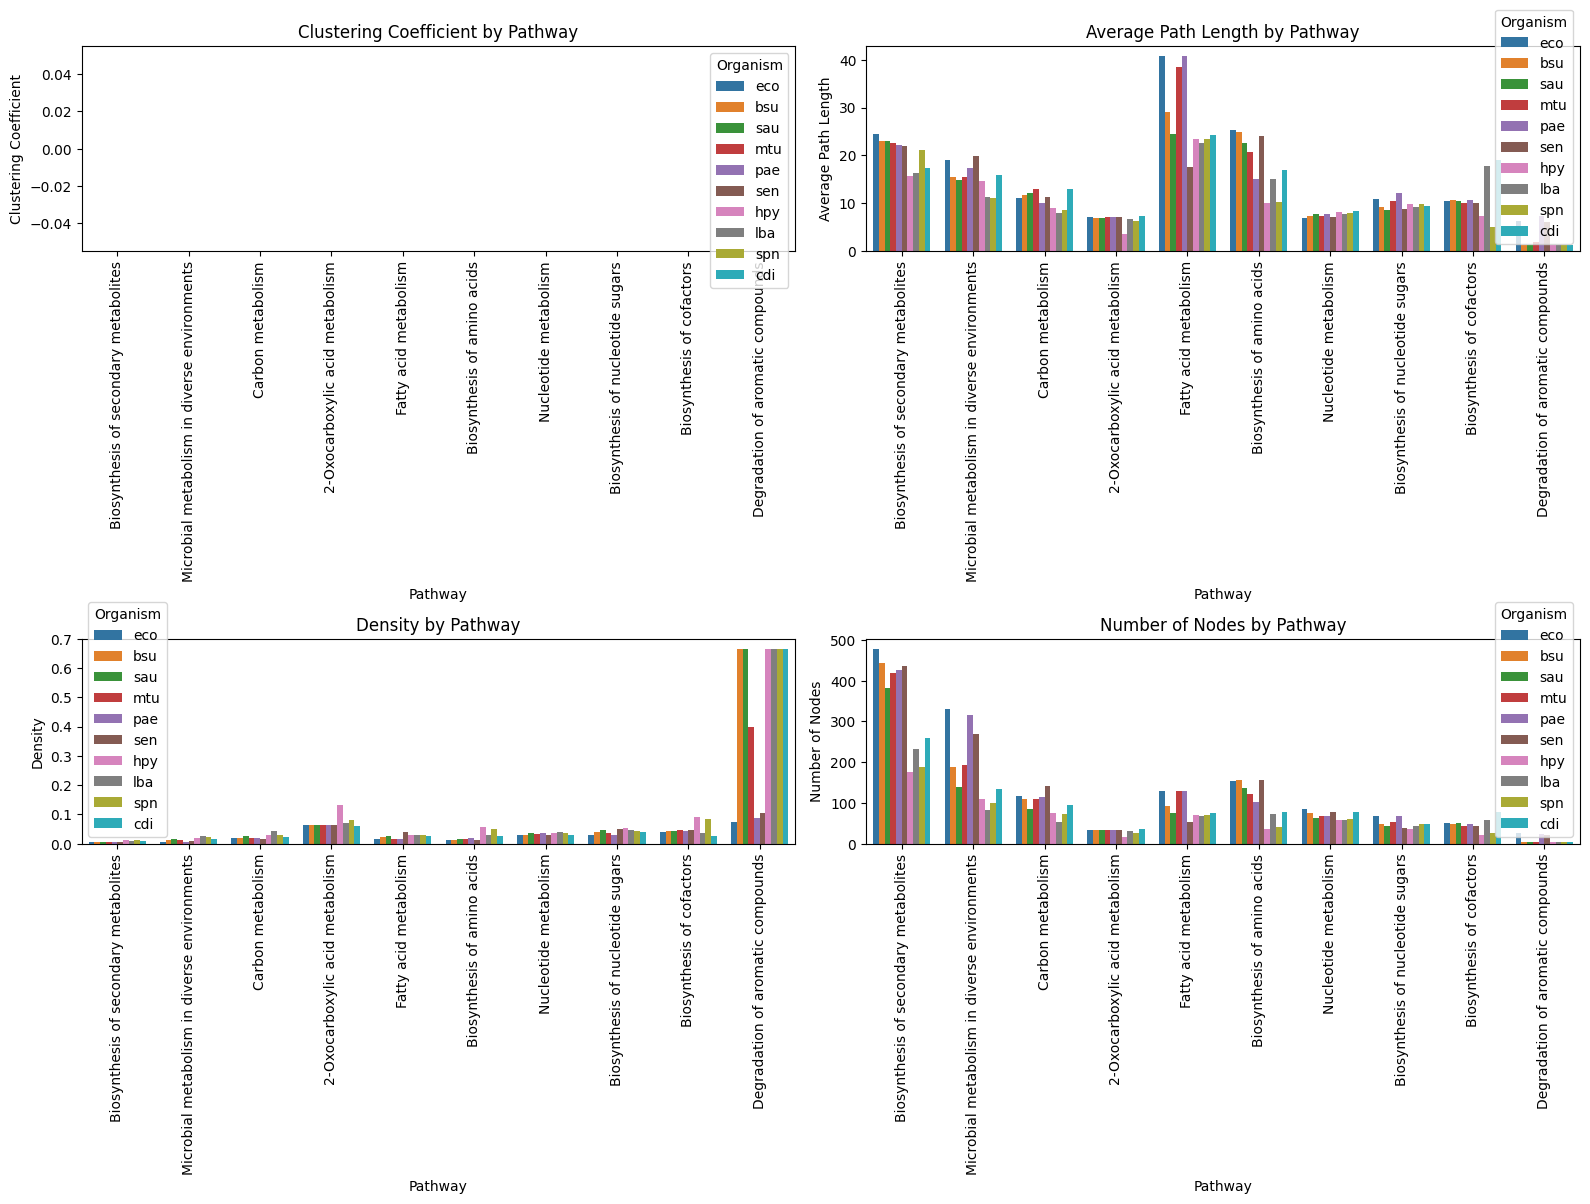 Clustering Coefficient by Pathway
Clustering Coefficient
0.04
0.02
0.00
−0.02
−0.04
Organism
eco
bsu
sau
mtu
pae
sen
hpy
lba
spn
cdi
Biosynthesis of secondary metabolites
Microbial metabolism in diverse environments
Carbon metabolism
2-Oxocarboxylic acid metabolism
Fatty acid metabolism
Biosynthesis of amino acids
Nucleotide metabolism
Biosynthesis of nucleotide sugars
Biosynthesis of cofactors
Degradation of aromatic compounds
Pathway
Average Path Length by Pathway
Average Path Length
40
30
20
10
0
Organism
eco
bsu
sau
mtu
pae
sen
hpy
lba
spn
cdi
Biosynthesis of secondary metabolites
Microbial metabolism in diverse environments
Carbon metabolism
2-Oxocarboxylic acid metabolism
Fatty acid metabolism
Biosynthesis of amino acids
Nucleotide metabolism
Biosynthesis of nucleotide sugars
Biosynthesis of cofactors
Degradation of aromatic compounds
Pathway
Density by Pathway
Density
0.7
0.6
0.5
0.4
0.3
0.2
0.1
0.0
Organism
eco
bsu
sau
mtu
pae
sen
hpy
lba
spn
cdi
Biosynthesis of secondary metabolites
Microbial metabolism in diverse environments
Carbon metabolism
2-Oxocarboxylic acid metabolism
Fatty acid metabolism
Biosynthesis of amino acids
Nucleotide metabolism
Biosynthesis of nucleotide sugars
Biosynthesis of cofactors
Degradation of aromatic compounds
Pathway
Number of Nodes by Pathway
Number of Nodes
500
400
300
200
100
0
Organism
eco
bsu
sau
mtu
pae
sen
hpy
lba
spn
cdi
Biosynthesis of secondary metabolites
Microbial metabolism in diverse environments
Carbon metabolism
2-Oxocarboxylic acid metabolism
Fatty acid metabolism
Biosynthesis of amino acids
Nucleotide metabolism
Biosynthesis of nucleotide sugars
Biosynthesis of cofactors
Degradation of aromatic compounds
Pathway